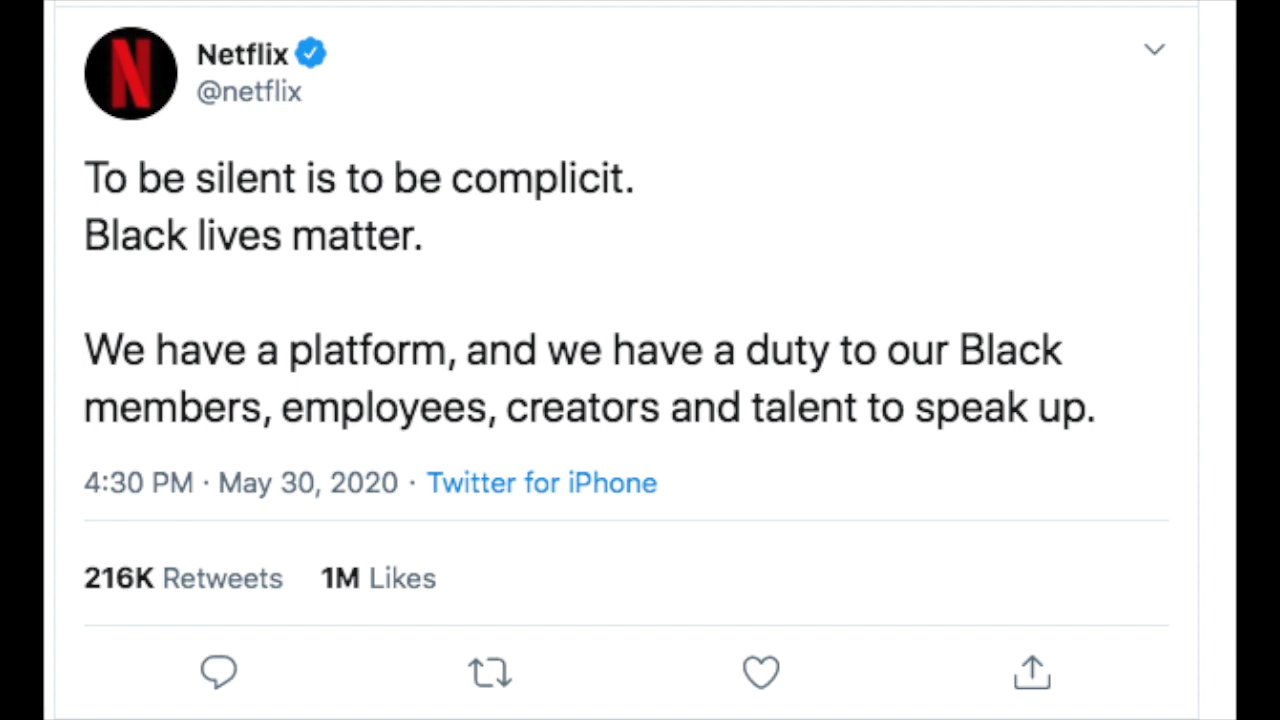 Netflix
@netflix
To be silent is to be complicit.
Black lives matter.
We have a platform, and we have a duty to our Black
members, employees, creators and talent to speak up.
4:30 PM · May 30, 2020 · Twitter for iPhone
216K Retweets 1M Likes